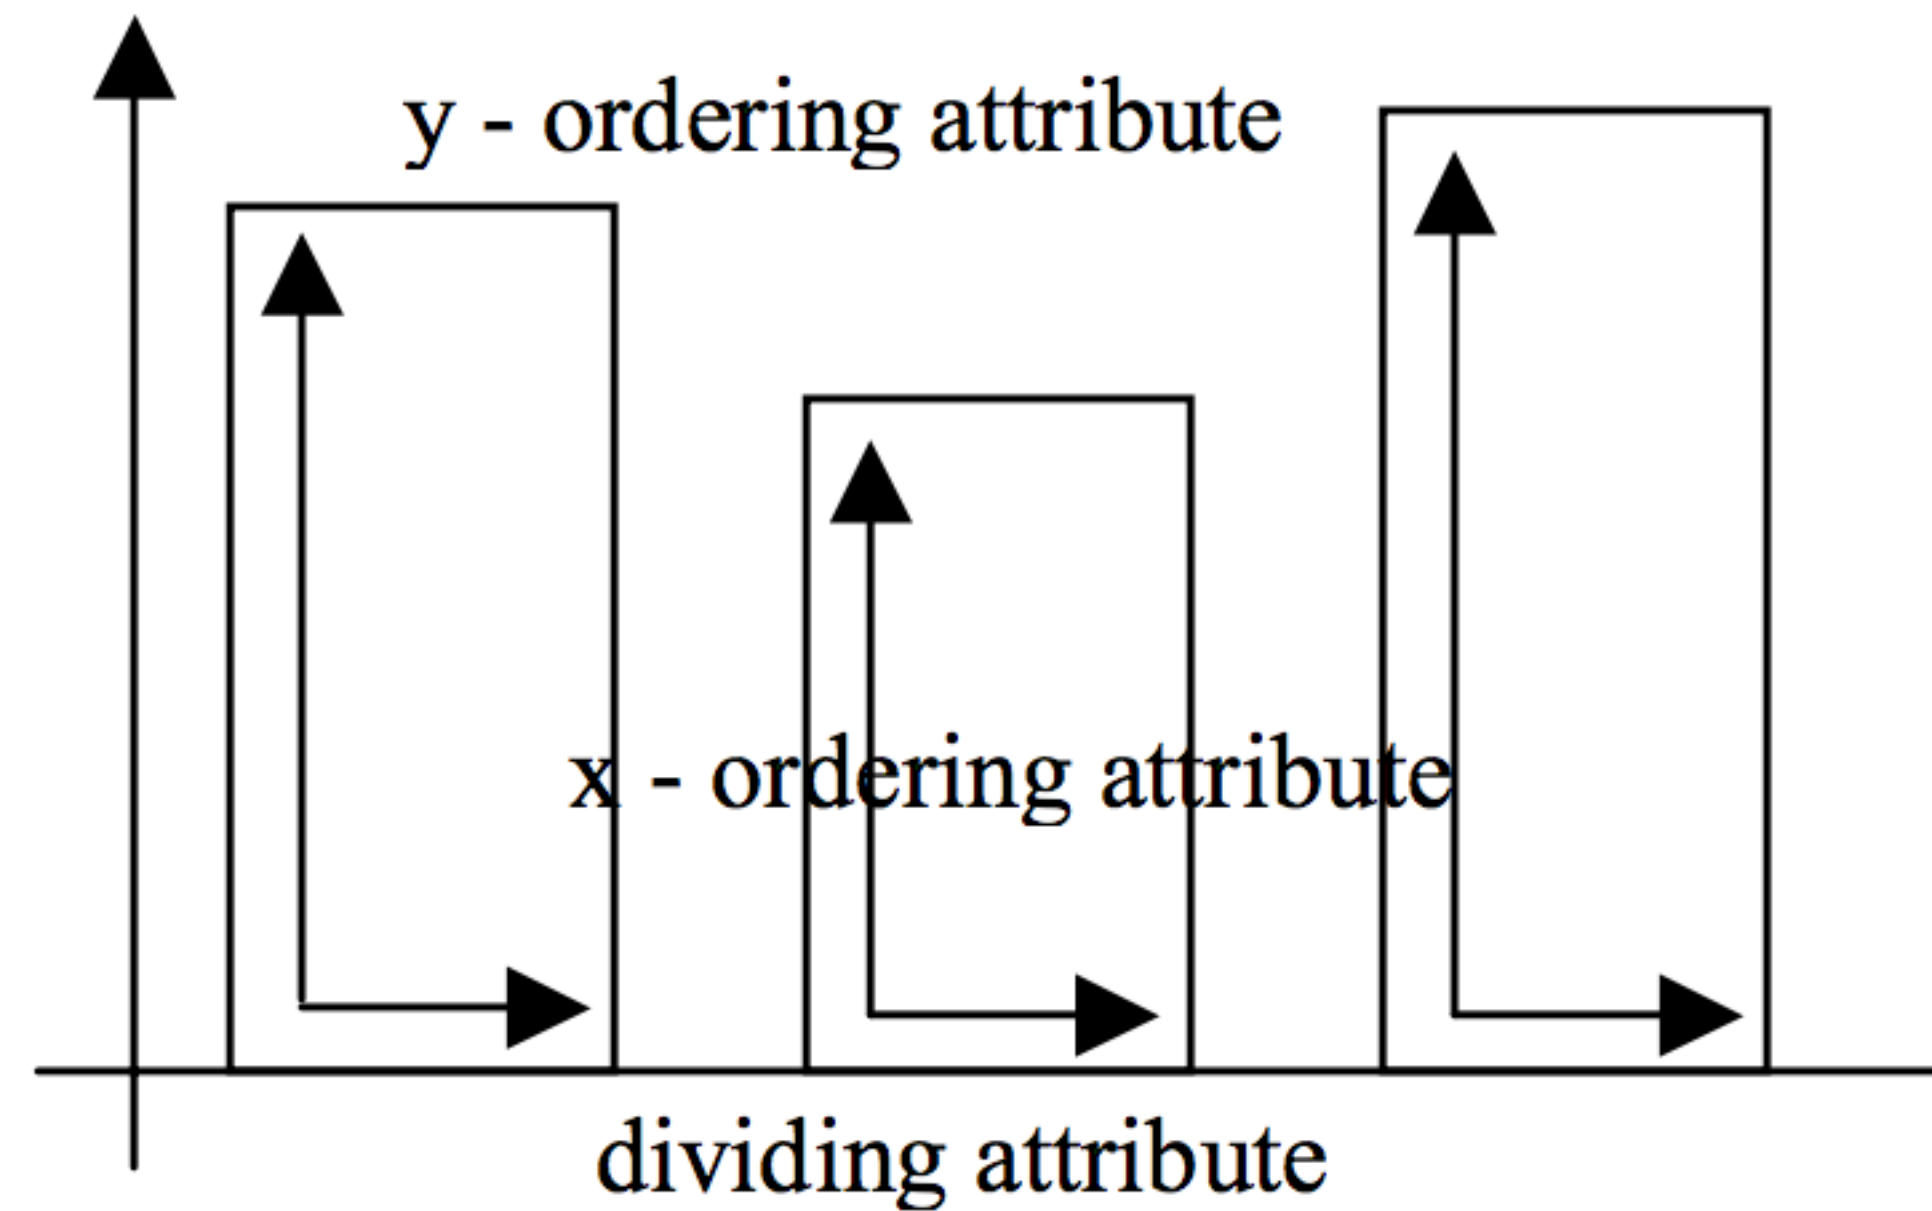 y - ordering attribute
x - ordering attribute
dividing attribute